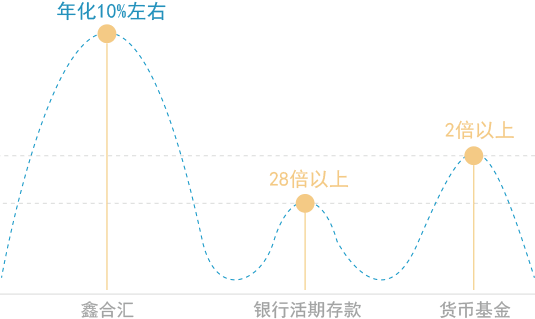 年化10%左右
2倍以上
28倍以上
鑫合汇
银行活期存款
货币基金